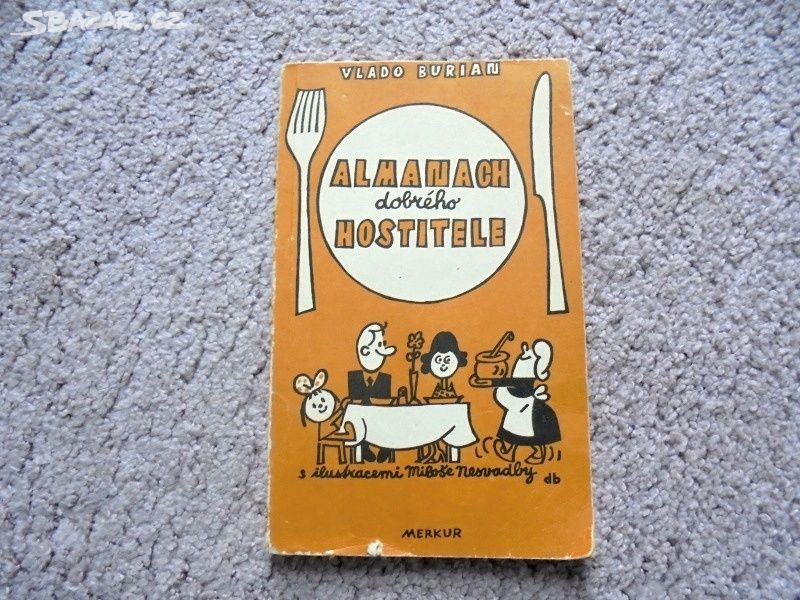 SBAZAR.CZ
VLADO BURIAN
ALMANACH
dobrého
HOSTITELE
s ilustracemi Miloše Nesvadby
db
MERKUR